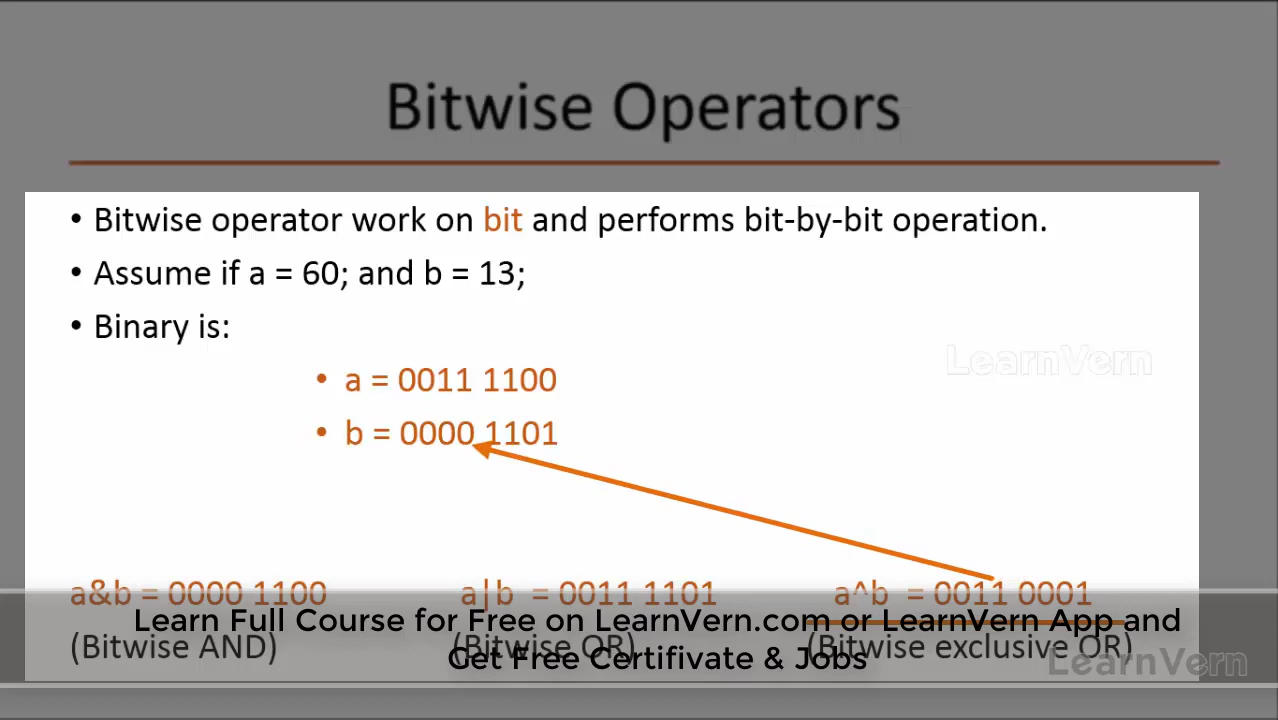 Bitwise Operators
• Bitwise operator work on bit and performs bit-by-bit operation.
• Assume if a = 60; and b = 13;
• Binary is:
LearnVern
• a = 0011 1100
• b = 0000 1101
a&b = 0000 1100 a|b = 0011 1101 a^b = 0011 0001
Learn Full Course for Free on LearnVern.com or LearnVern App and
(Bitwise AND) (Bitwise OR) (Bitwise exclusive OR)
Get Free Certifivate & Jobs
LearnVern